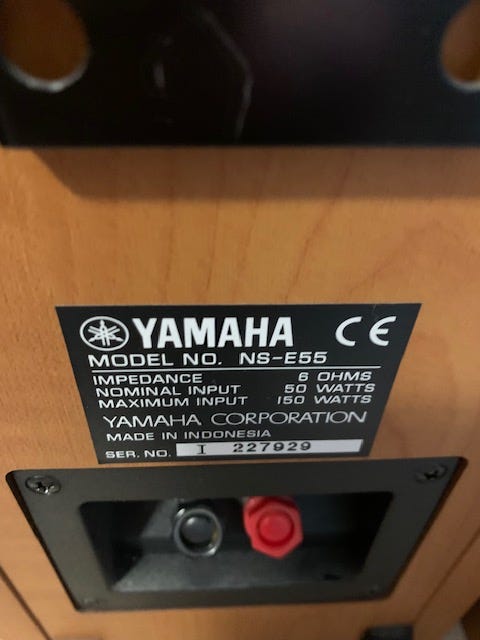 YAMAHA CE
MODEL NO. NS-E55
IMPEDANCE 6 OHMS
NOMINAL INPUT 50 WATTS
MAXIMUM INPUT 150 WATTS
YAMAHA CORPORATION
MADE IN INDONESIA
SER. NO. I 227929